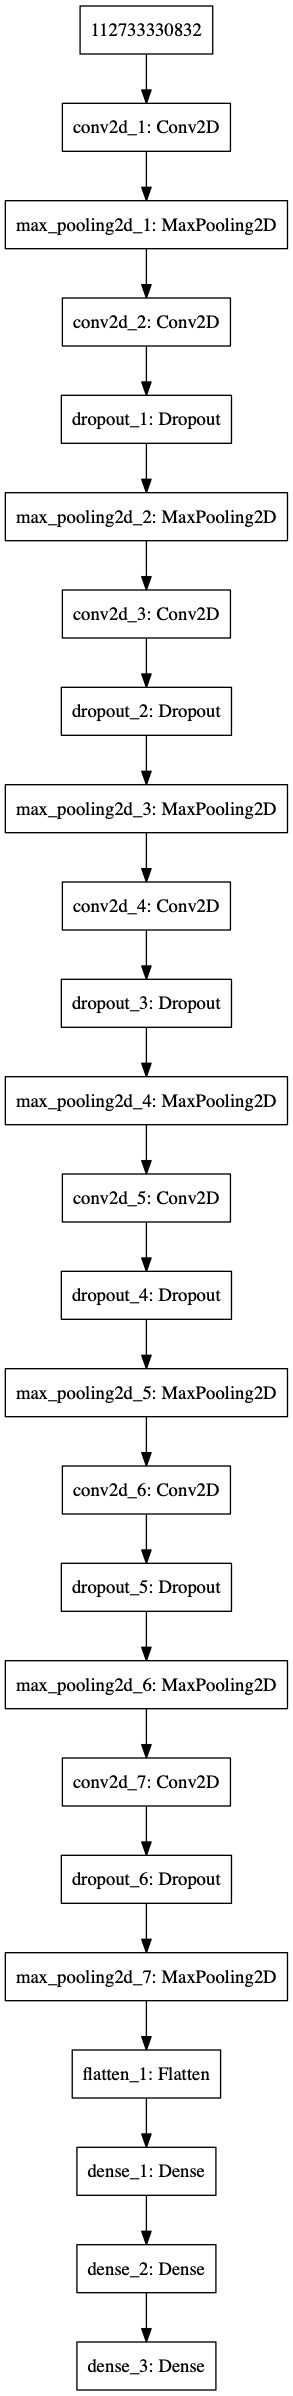 112733330832
conv2d_1: Conv2D
max_pooling2d_1: MaxPooling2D
conv2d_2: Conv2D
dropout_1: Dropout
max_pooling2d_2: MaxPooling2D
conv2d_3: Conv2D
dropout_2: Dropout
max_pooling2d_3: MaxPooling2D
conv2d_4: Conv2D
dropout_3: Dropout
max_pooling2d_4: MaxPooling2D
conv2d_5: Conv2D
dropout_4: Dropout
max_pooling2d_5: MaxPooling2D
conv2d_6: Conv2D
dropout_5: Dropout
max_pooling2d_6: MaxPooling2D
conv2d_7: Conv2D
dropout_6: Dropout
max_pooling2d_7: MaxPooling2D
flatten_1: Flatten
dense_1: Dense
dense_2: Dense
dense_3: Dense